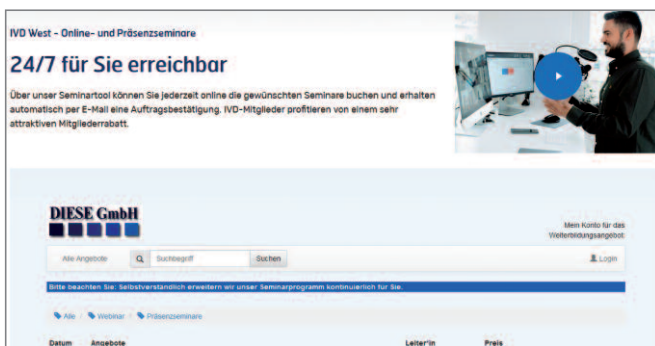 IVD West - Online- und Präsenzseminare
24/7 für Sie erreichbar
Über unser Seminartool können Sie jederzeit online die gewünschten Seminare buchen und erhalten
automatisch per E-Mail eine Auftragsbestätigung. IVD-Mitglieder profitieren von einem sehr
attraktiven Mitgliederrabatt.
DIESE GmbH
Mein Konto für das
Weiterbildungsangebot:
Alle Angebote Suchbegriff Suchen Login
Bitte beachten Sie: Selbstverständlich erweitern wir unser Seminarprogramm kontinuierlich für Sie.
Alle / Webinar / Präsenzseminare
Datum Angebote Leiter*in Preis